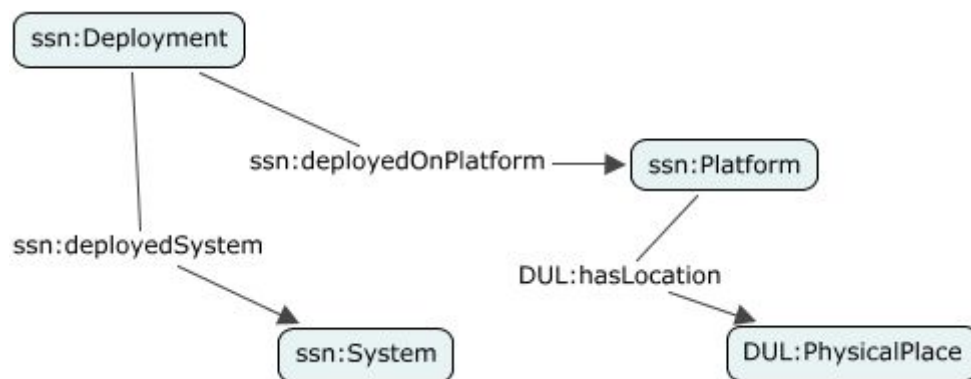 ssn:Deployment
ssn:deployedOnPlatform
ssn:Platform
ssn:deployedSystem
DUL:hasLocation
ssn:System
DUL:PhysicalPlace